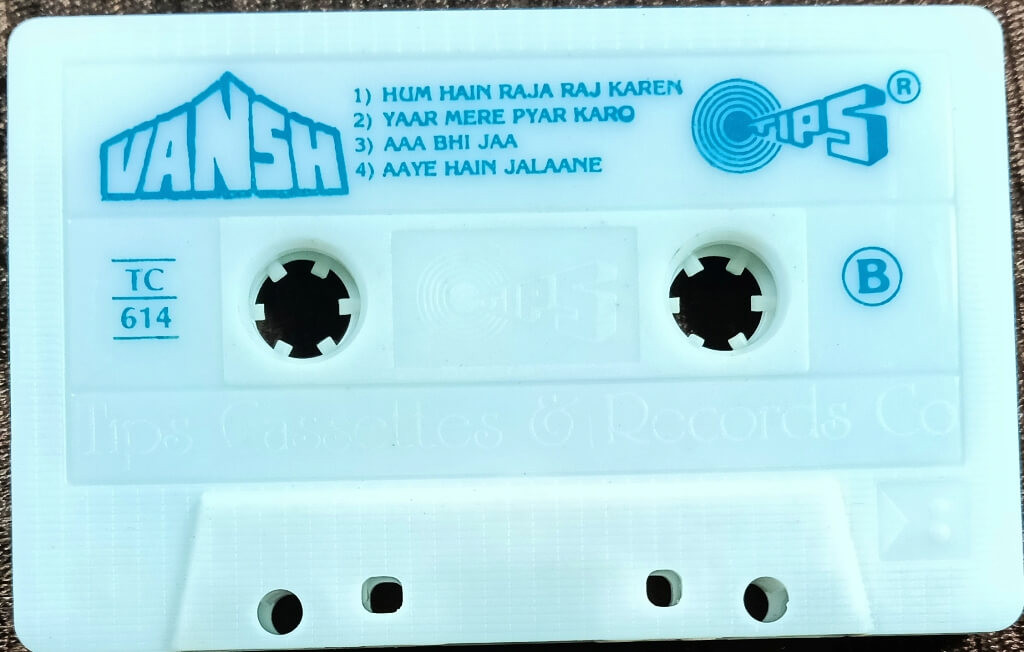 VANSH
1) HUM HAIN RAJA RAJ KAREN
2) YAAR MERE PYAR KARO
3) AAA BHI JAA
4) AAYE HAIN JALAANE
TIPS ®
TC
614
B
TIPS
Tips Cassettes & Records Co